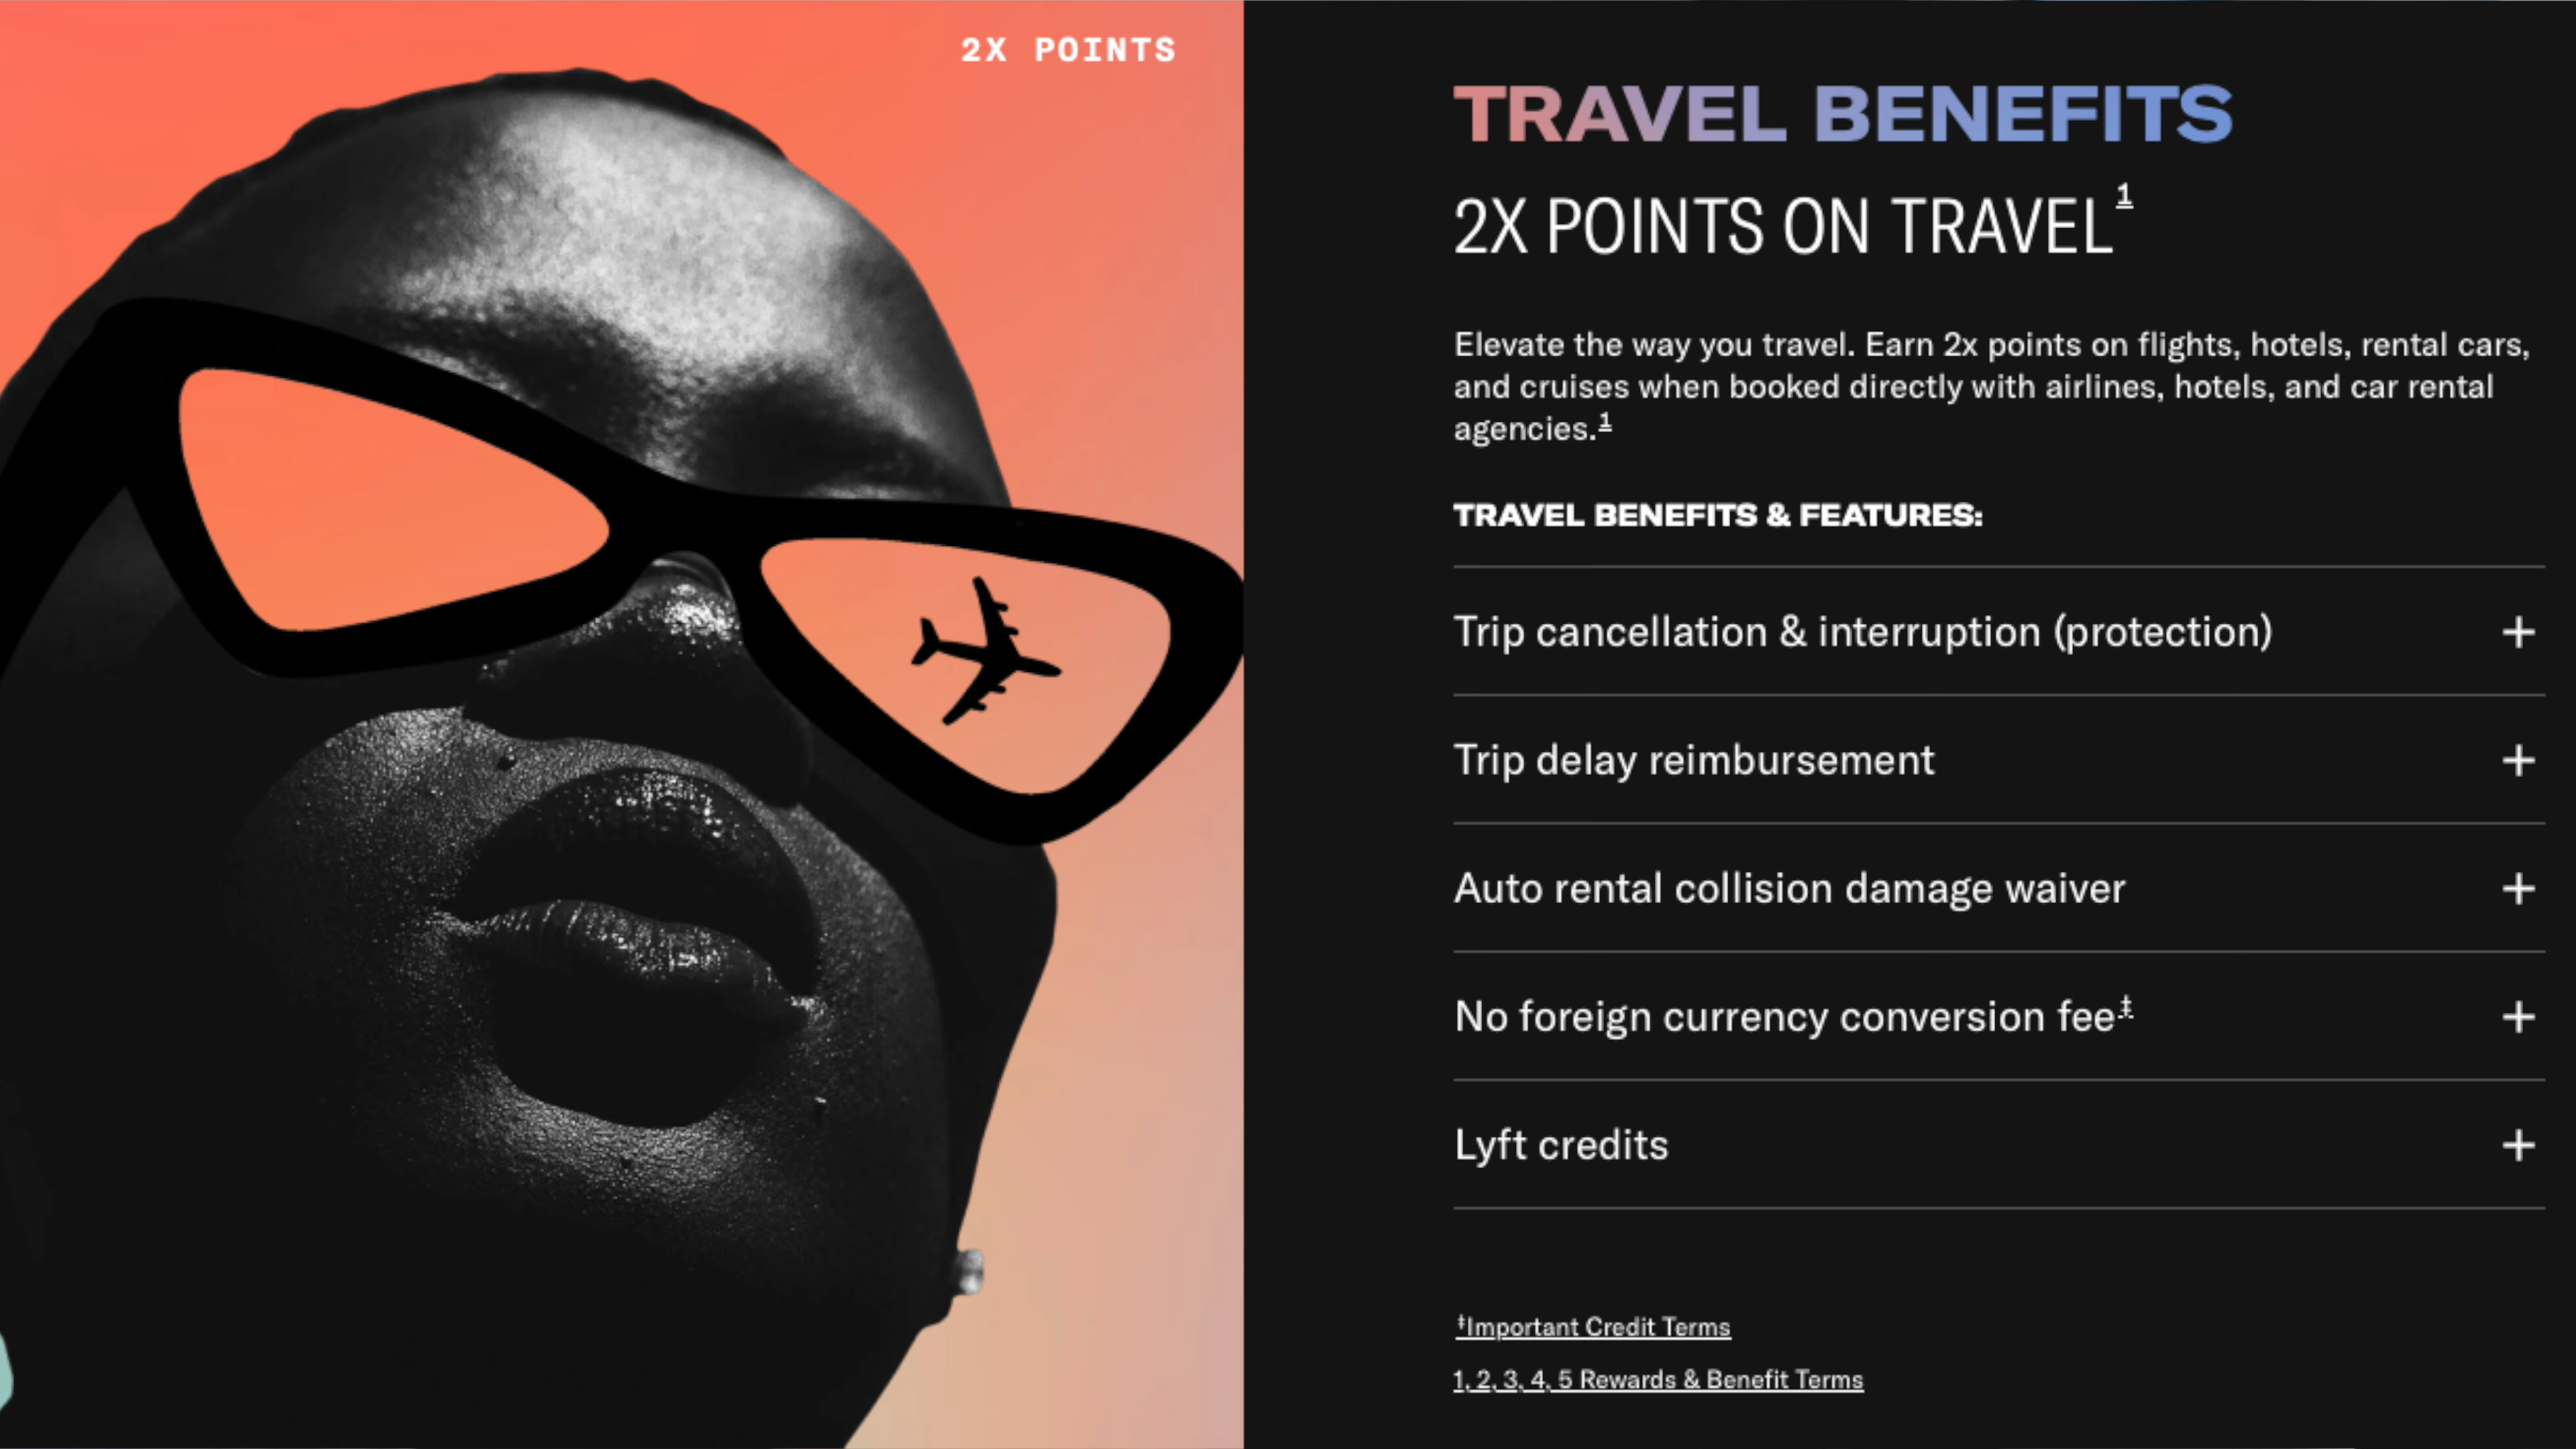 2X POINTS
TRAVEL BENEFITS
2X POINTS ON TRAVEL¹
Elevate the way you travel. Earn 2x points on flights, hotels, rental cars,
and cruises when booked directly with airlines, hotels, and car rental
agencies.¹
TRAVEL BENEFITS & FEATURES:
Trip cancellation & interruption (protection) +
Trip delay reimbursement +
Auto rental collision damage waiver +
No foreign currency conversion fee‡ +
Lyft credits +
‡Important Credit Terms
1, 2, 3, 4, 5 Rewards & Benefit Terms